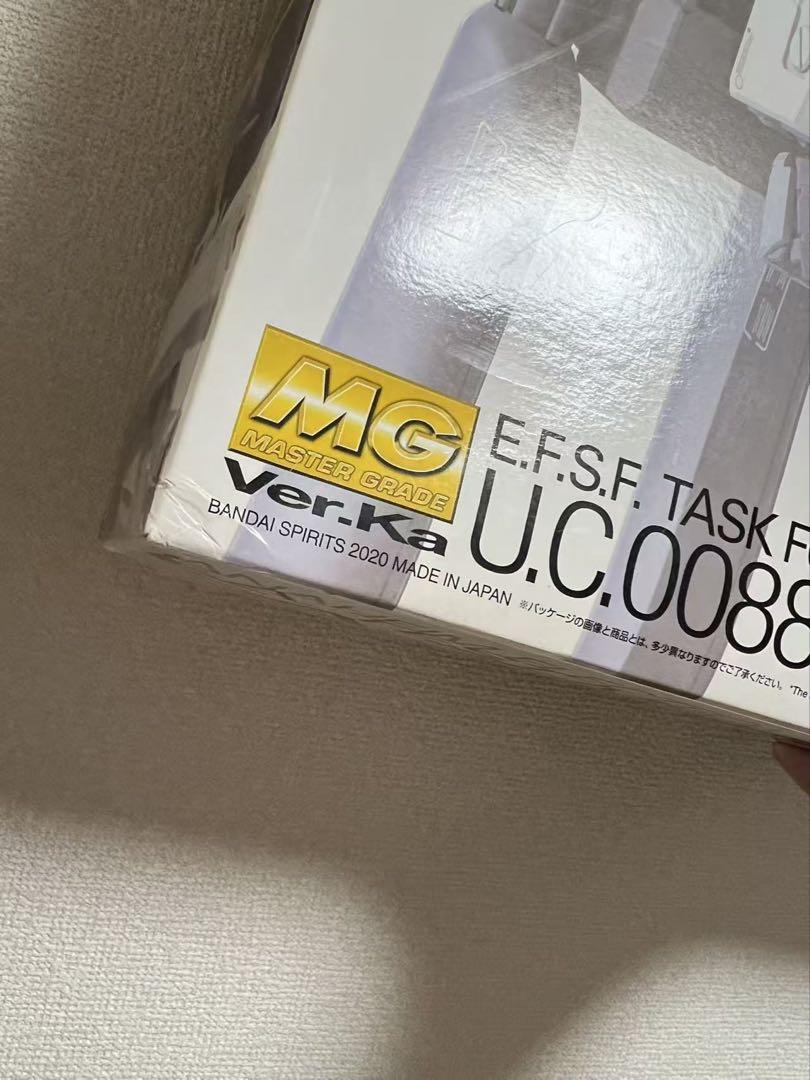 MG
MASTER GRADE
Ver.Ka
E.F.S.F. TASK F
U.C.0088
BANDAI SPIRITS 2020 MADE IN JAPAN ※パッケージの画像と商品とは、多少異なりますのでご了承ください。 *The